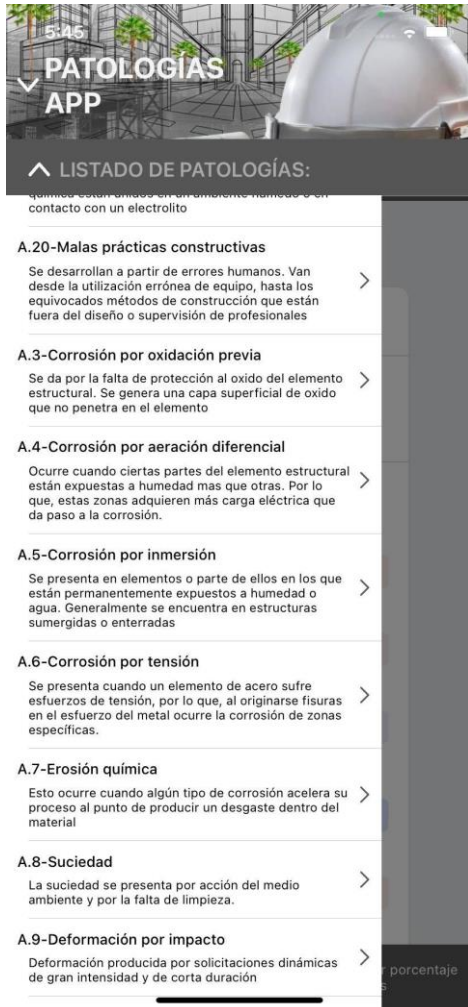 5:45
PATOLOGÍAS
APP
LISTADO DE PATOLOGÍAS:
química están unidos en un ambiente húmedo o en
contacto con un electrolito
A.20-Malas prácticas constructivas
Se desarrollan a partir de errores humanos. Van
desde la utilización errónea de equipo, hasta los
equivocados métodos de construcción que están
fuera del diseño o supervisión de profesionales
A.3-Corrosión por oxidación previa
Se da por la falta de protección al oxido del elemento
estructural. Se genera una capa superficial de oxido
que no penetra en el elemento
A.4-Corrosión por aeración diferencial
Ocurre cuando ciertas partes del elemento estructural
están expuestas a humedad mas que otras. Por lo
que, estas zonas adquieren más carga eléctrica que
da paso a la corrosión.
A.5-Corrosión por inmersión
Se presenta en elementos o parte de ellos en los que
están permanentemente expuestos a humedad o
agua. Generalmente se encuentra en estructuras
sumergidas o enterradas
A.6-Corrosión por tensión
Se presenta cuando un elemento de acero sufre
esfuerzos de tensión, por lo que, al originarse fisuras
en el esfuerzo del metal ocurre la corrosión de zonas
específicas.
A.7-Erosión química
Esto ocurre cuando algún tipo de corrosión acelera su
proceso al punto de producir un desgaste dentro del
material
A.8-Suciedad
La suciedad se presenta por acción del medio
ambiente y por la falta de limpieza.
A.9-Deformación por impacto
Deformación producida por solicitaciones dinámicas
de gran intensidad y de corta duración
r porcentaje
s